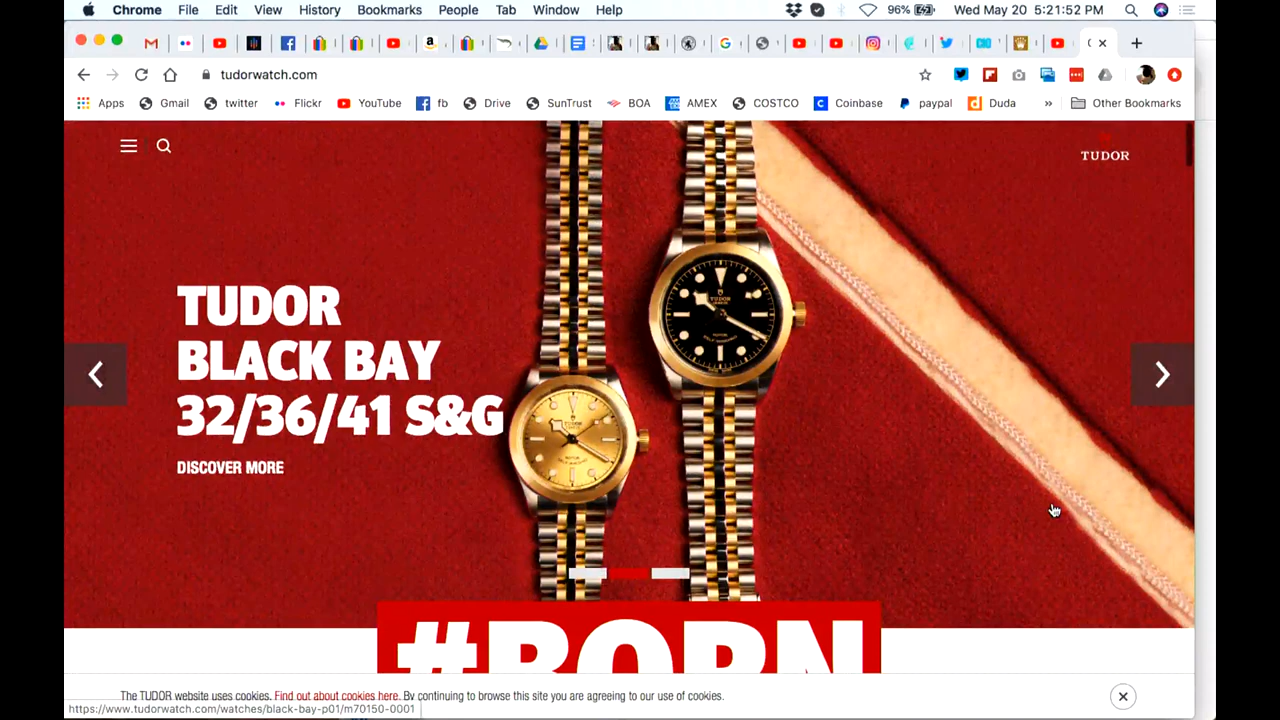 Chrome File Edit View History Bookmarks People Tab Window Help 96% Wed May 20 5:21:52 PM
tudorwatch.com
Apps Gmail twitter Flickr YouTube fb Drive SunTrust BOA AMEX COSTCO Coinbase paypal Duda » Other Bookmarks
TUDOR
TUDOR
BLACK BAY
32/36/41 S&G
DISCOVER MORE
TUDOR
TUDOR
#BORN
The TUDOR website uses cookies. Find out about cookies here. By continuing to browse this site you are agreeing to our use of cookies.
https://www.tudorwatch.com/watches/black-bay-p01/m70150-0001